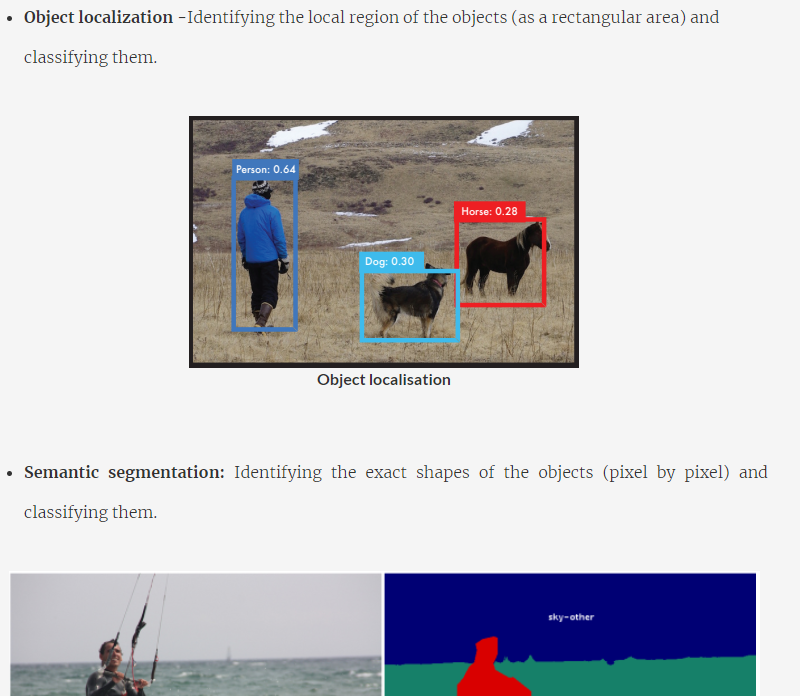 • Object localization -Identifying the local region of the objects (as a rectangular area) and
classifying them.
Person: 0.64
Horse: 0.28
Dog: 0.30
Object localisation
• Semantic segmentation: Identifying the exact shapes of the objects (pixel by pixel) and
classifying them.
sky-other